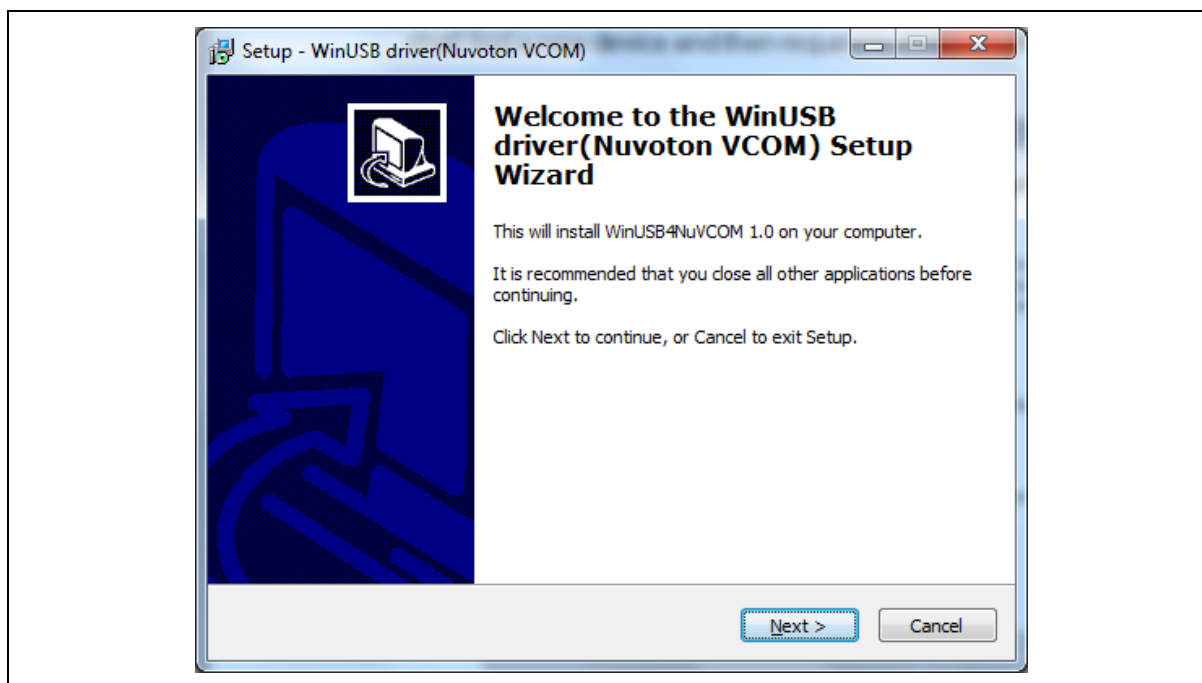 Setup - WinUSB driver(Nuvoton VCOM)
Welcome to the WinUSB
driver(Nuvoton VCOM) Setup
Wizard
This will install WinUSB4NuVCOM 1.0 on your computer.
It is recommended that you close all other applications before
continuing.
Click Next to continue, or Cancel to exit Setup.
Next >
Cancel